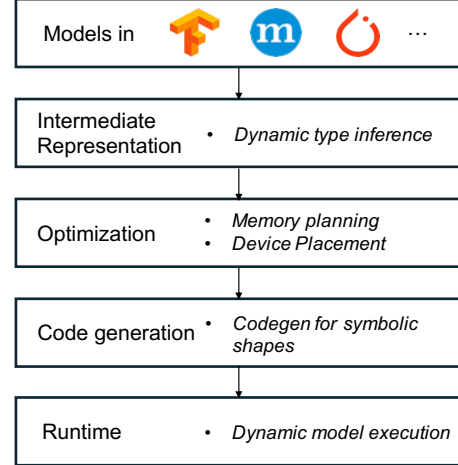 Models in m ...
Intermediate
Representation
• Dynamic type inference
Optimization
• Memory planning
• Device Placement
Code generation
• Codegen for symbolic
shapes
Runtime
• Dynamic model execution